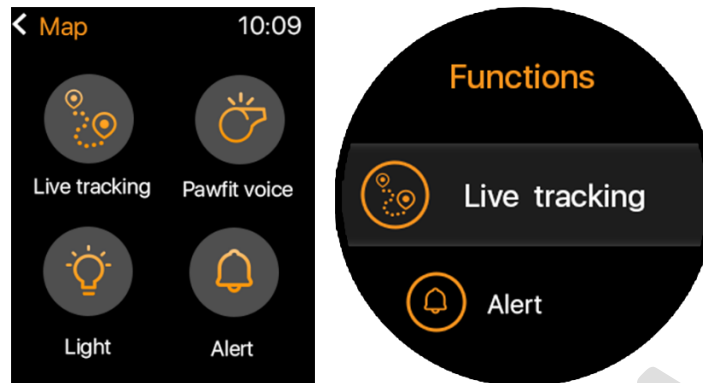 Map 10:09
Live tracking Pawfit voice
Light Alert
Functions
Live tracking
Alert